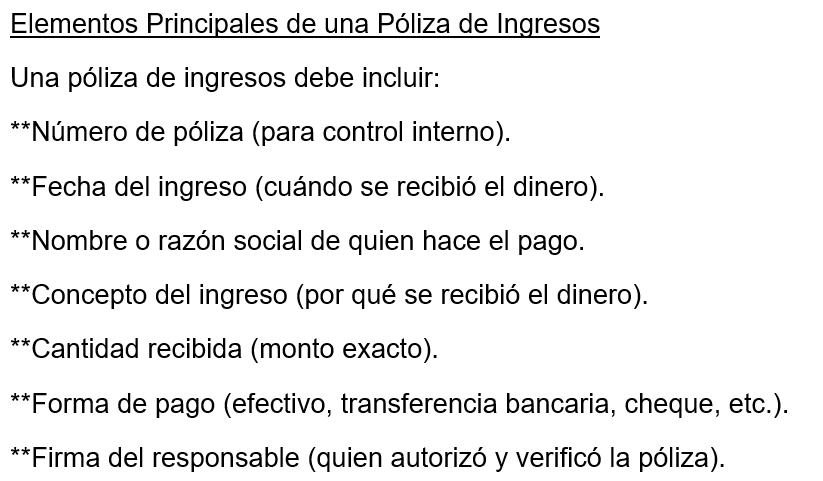 Elementos Principales de una Póliza de Ingresos
Una póliza de ingresos debe incluir:
**Número de póliza (para control interno).
**Fecha del ingreso (cuándo se recibió el dinero).
**Nombre o razón social de quien hace el pago.
**Concepto del ingreso (por qué se recibió el dinero).
**Cantidad recibida (monto exacto).
**Forma de pago (efectivo, transferencia bancaria, cheque, etc.).
**Firma del responsable (quien autorizó y verificó la póliza).